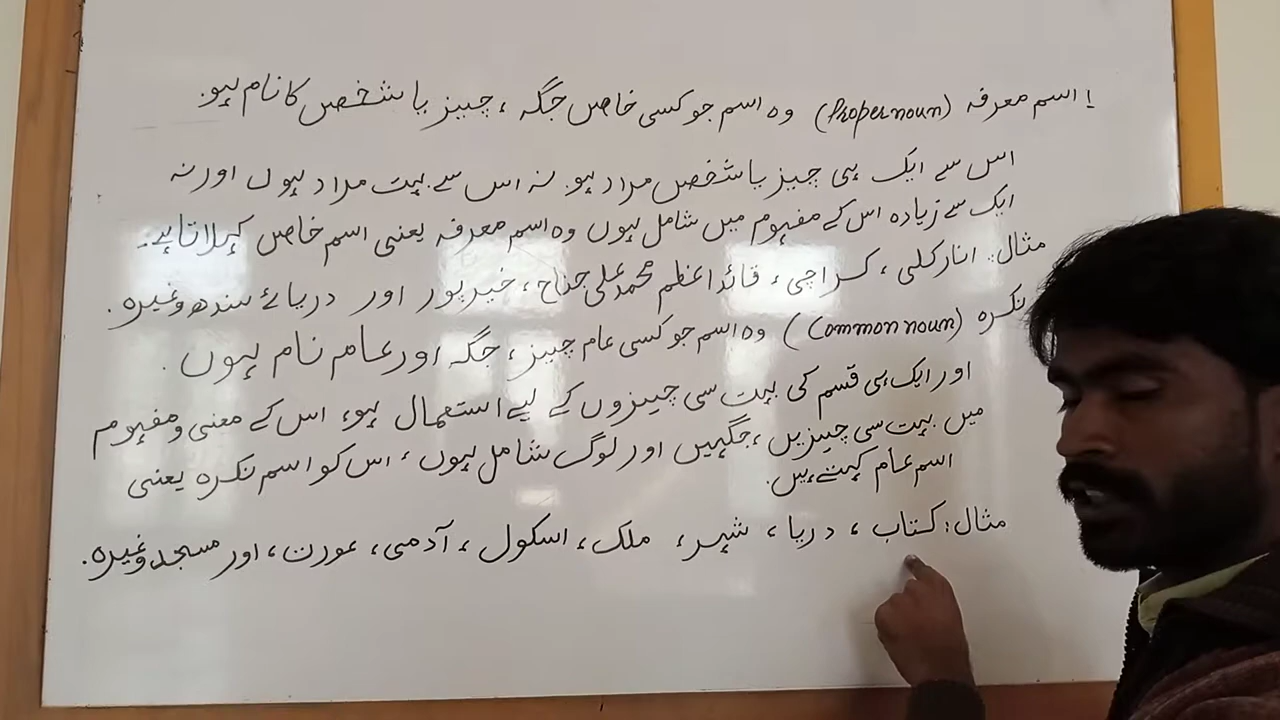 ۱ اسم معرفہ (Proper noun) وہ اسم جو کسی خاص جگہ ، چیز یا شخص کا نام ہو۔
اس سے ایک ہی چیز یا شخص مراد ہو۔ نہ اس سے بہت مراد ہوں اور نہ
ایک سے زیادہ اس کے مفہوم میں شامل ہوں وہ اسم معرفہ یعنی اسم خاص کہلاتا ہے۔
مثال: انارکلی ، کراچی ، قائد اعظم محمد علی جناح ، خیرپور اور دریائے سندھ وغیرہ .
نکرہ (Common noun) وہ اسم جو کسی عام چیز ، جگہ اور عام نام ہوں .
اور ایک ہی قسم کی بہت سی چیزوں کے لیے استعمال ہو، اس کے معنی و مفہوم
میں بہت سی چیزیں ، جگہیں اور لوگ شامل ہوں ، اس کو اسم نکرہ یعنی
اسم عام کہتے ہیں.
مثال: کتاب ، دریا ، شہر ، ملک ، اسکول ، آدمی ، عورت ، اور مسجد وغیرہ .